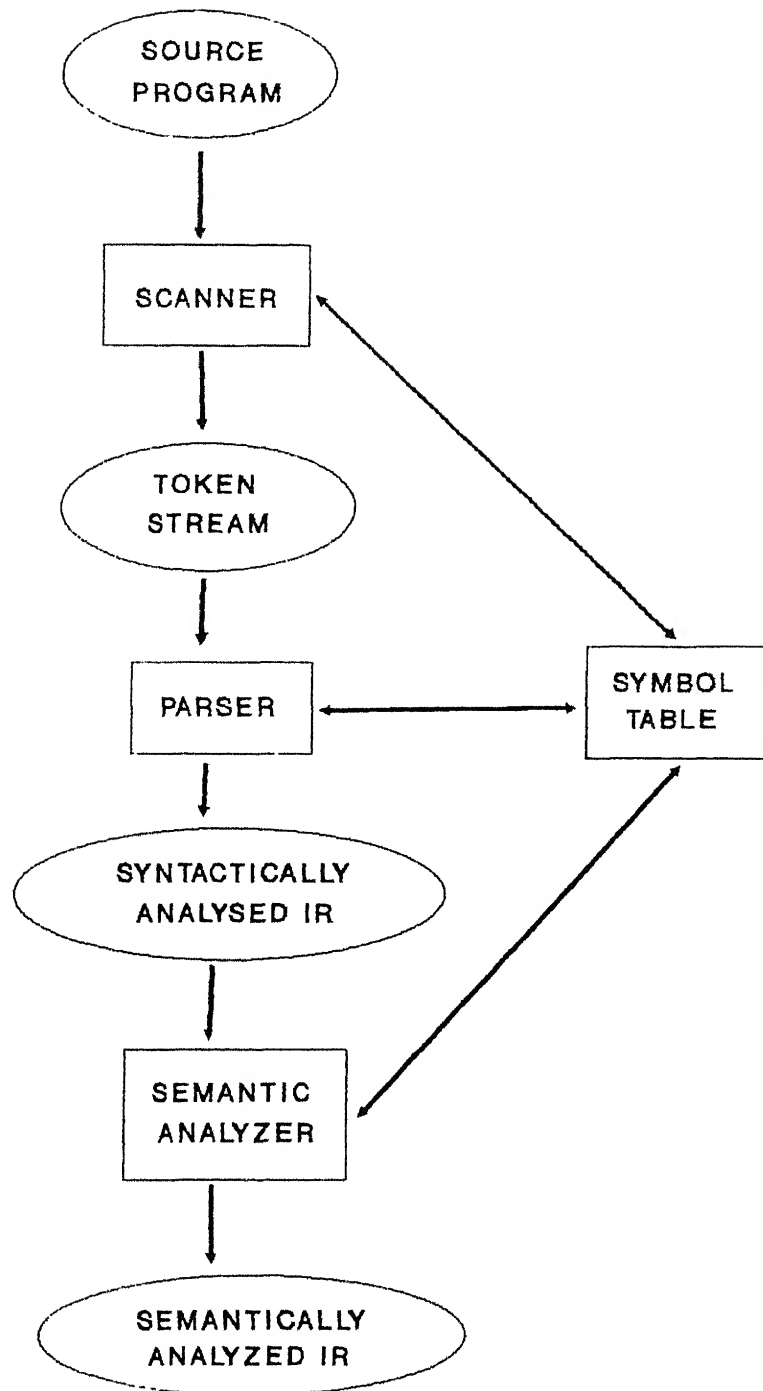 SOURCE
PROGRAM
SCANNER
TOKEN
STREAM
PARSER
SYMBOL
TABLE
SYNTACTICALLY
ANALYSED IR
SEMANTIC
ANALYZER
SEMANTICALLY
ANALYZED IR